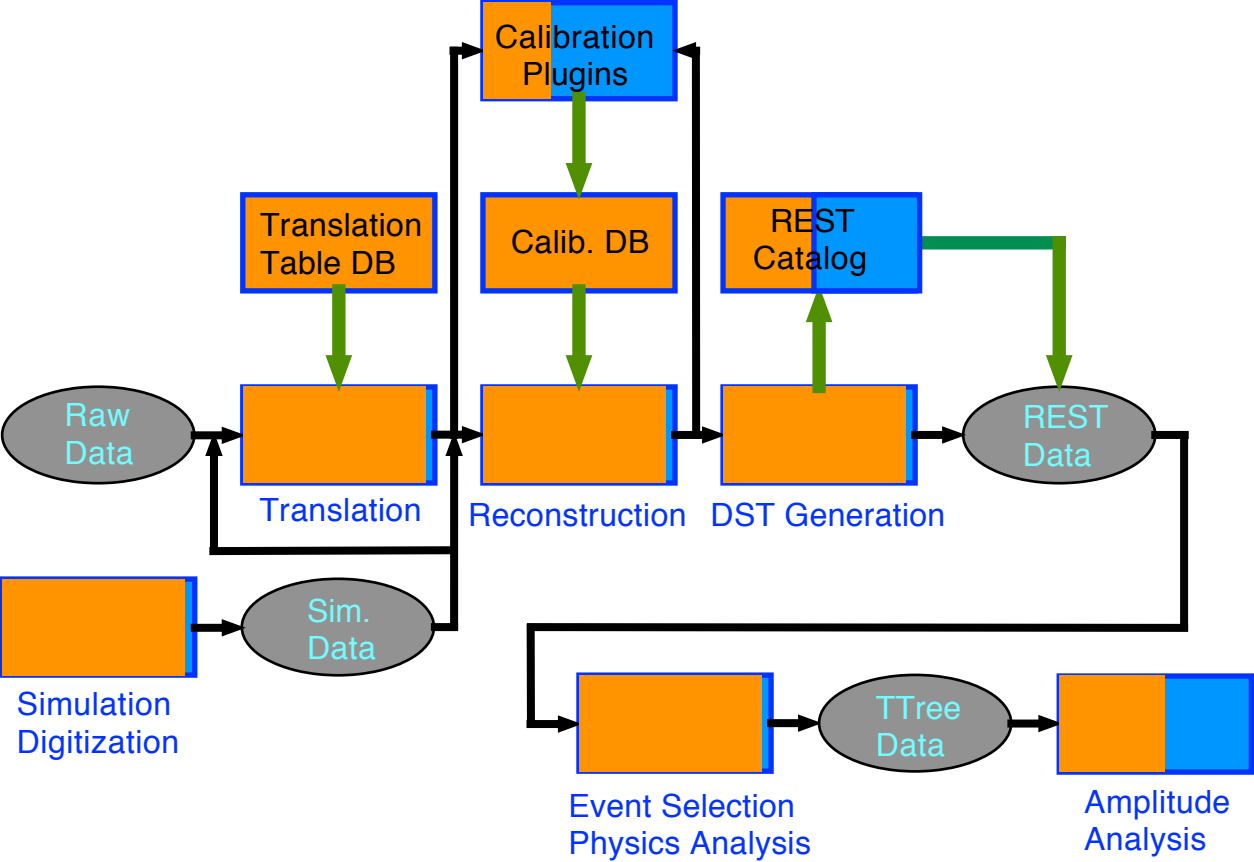 Calibration
Plugins
Translation
Table DB
Calib. DB
REST
Catalog
Raw
Data
REST
Data
Translation
Reconstruction
DST Generation
Sim.
Data
Simulation
Digitization
TTree
Data
Event Selection
Physics Analysis
Amplitude
Analysis